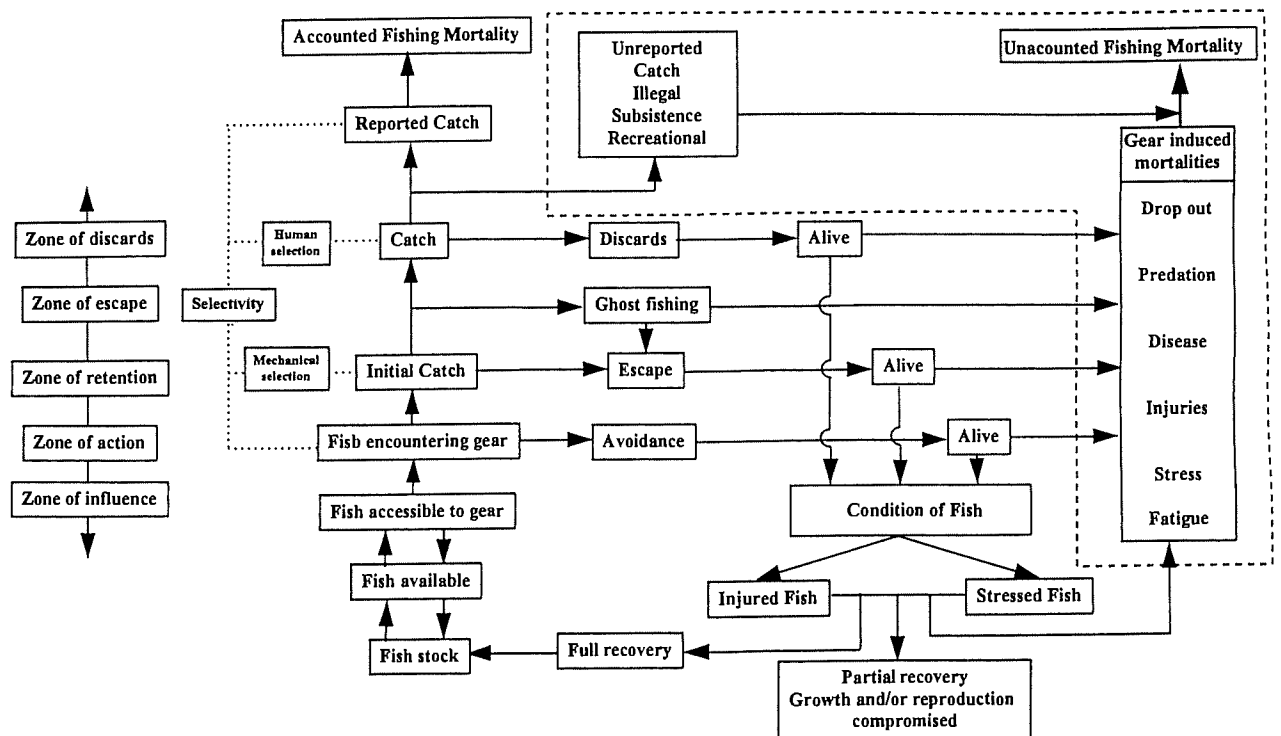 Accounted Fishing Mortality
Unreported
Catch
Illegal
Subsistence
Recreational
Unacounted Fishing Mortality
Reported Catch
Gear induced
mortalities
Drop out
Predation
Disease
Injuries
Stress
Fatigue
Zone of discards
Zone of escape
Zone of retention
Zone of action
Zone of influence
Selectivity
Human
selection
Mechanical
selection
Catch
Discards
Alive
Ghost fishing
Initial Catch
Escape
Alive
Fisb encountering gear
Avoidance
Alive
Fish accessible to gear
Condition of Fish
Fish available
Injured Fish
Stressed Fish
Fish stock
Full recovery
Partial recovery
Growth and/or reproduction
compromised